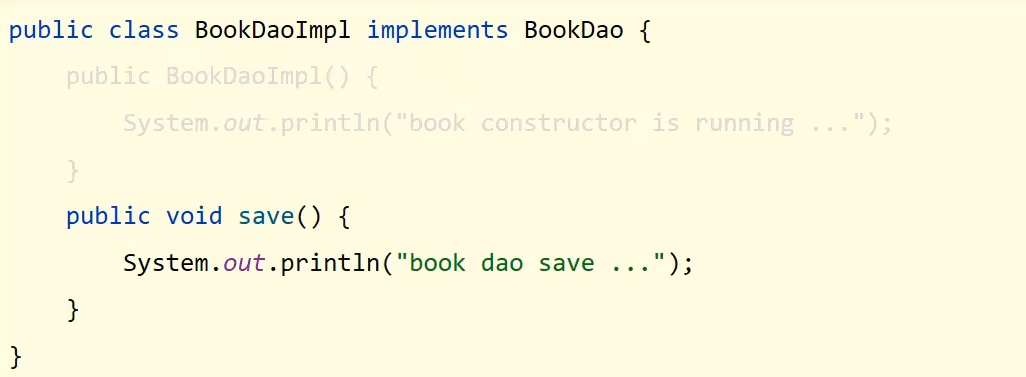 public class BookDaoImpl implements BookDao {
    public BookDaoImpl() {
        System.out.println("book constructor is running ...");
    }
    public void save() {
        System.out.println("book dao save ...");
    }
}